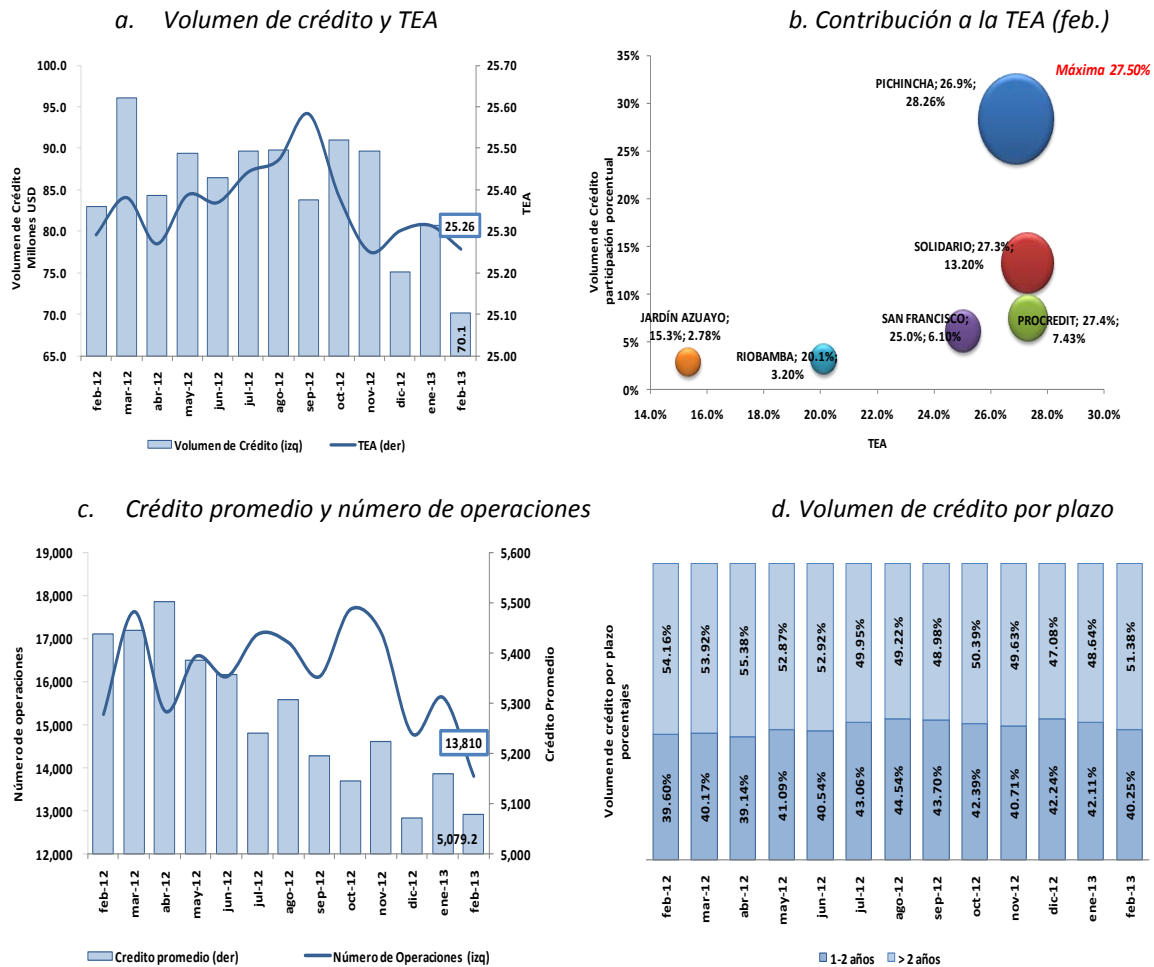 a. Volumen de crédito y TEA
100.0
95.0
90.0
85.0
80.0
75.0
70.0
65.0
Volumen de Crédito
Millones USD
25.70
25.60
25.50
25.40
25.30
25.20
25.10
25.00
TEA
25.26
70.1
feb-12
mar-12
abr-12
may-12
jun-12
jul-12
ago-12
sep-12
oct-12
nov-12
dic-12
ene-13
feb-13
Volumen de Crédito (izq)
TEA (der)
b. Contribución a la TEA (feb.)
35%
30%
25%
20%
15%
10%
5%
0%
Volumen de Crédito
participación porcentual
Máxima 27.50%
PICHINCHA; 26.9%;
28.26%
SOLIDARIO; 27.3%;
13.20%
JARDÍN AZUAYO;
15.3%; 2.78%
RIOBAMBA; 20.1%;
3.20%
SAN FRANCISCO;
25.0%; 6.10%
PROCREDIT; 27.4%;
7.43%
14.0%
16.0%
18.0%
20.0%
22.0%
24.0%
26.0%
28.0%
30.0%
TEA
c. Crédito promedio y número de operaciones
19,000
18,000
17,000
16,000
15,000
14,000
13,000
12,000
Número de operaciones
5,600
5,500
5,400
5,300
5,200
5,100
5,000
Crédito Promedio
13,810
5,079.2
feb-12
mar-12
abr-12
may-12
jun-12
jul-12
ago-12
sep-12
oct-12
nov-12
dic-12
ene-13
feb-13
Credito promedio (der)
Número de Operaciones (izq)
d. Volumen de crédito por plazo
Volumen de crédito por plazo
porcentajes
54.16%
53.92%
55.38%
52.87%
52.92%
49.95%
49.22%
48.98%
50.39%
49.63%
47.08%
48.64%
51.38%
39.60%
40.17%
39.14%
41.09%
40.54%
43.06%
44.54%
43.70%
42.39%
40.71%
42.24%
42.11%
40.25%
feb-12
mar-12
abr-12
may-12
jun-12
jul-12
ago-12
sep-12
oct-12
nov-12
dic-12
ene-13
feb-13
1-2 años
> 2 años